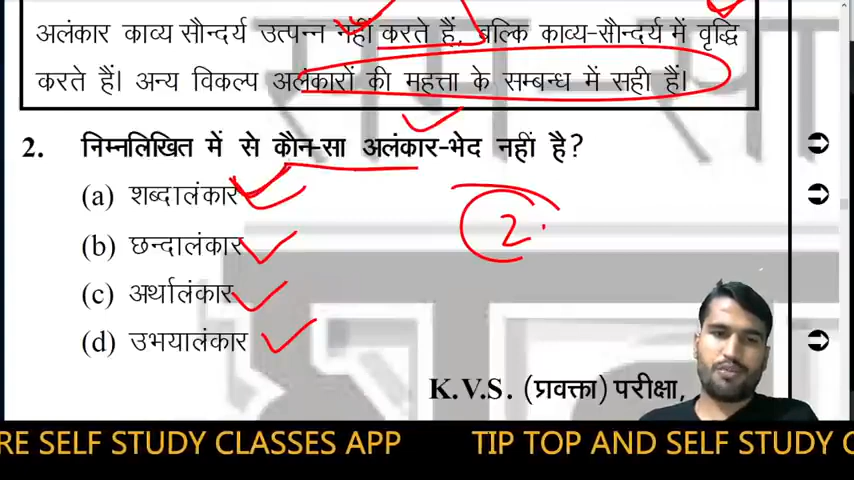 अलंकार काव्य सौन्दर्य उत्पन्न नहीं करते हैं, बल्कि काव्य-सौन्दर्य में वृद्धि
करते हैं। अन्य विकल्प अलंकारों की महत्ता के सम्बन्ध में सही हैं।
2. निम्नलिखित में से कौन-सा अलंकार-भेद नहीं है?
(a) शब्दालंकार
(b) छन्दालंकार
2
(c) अर्थालंकार
(d) उभयालंकार
K.V.S. (प्रवक्ता) परीक्षा,
RE SELF STUDY CLASSES APP TIP TOP AND SELF STUDY C